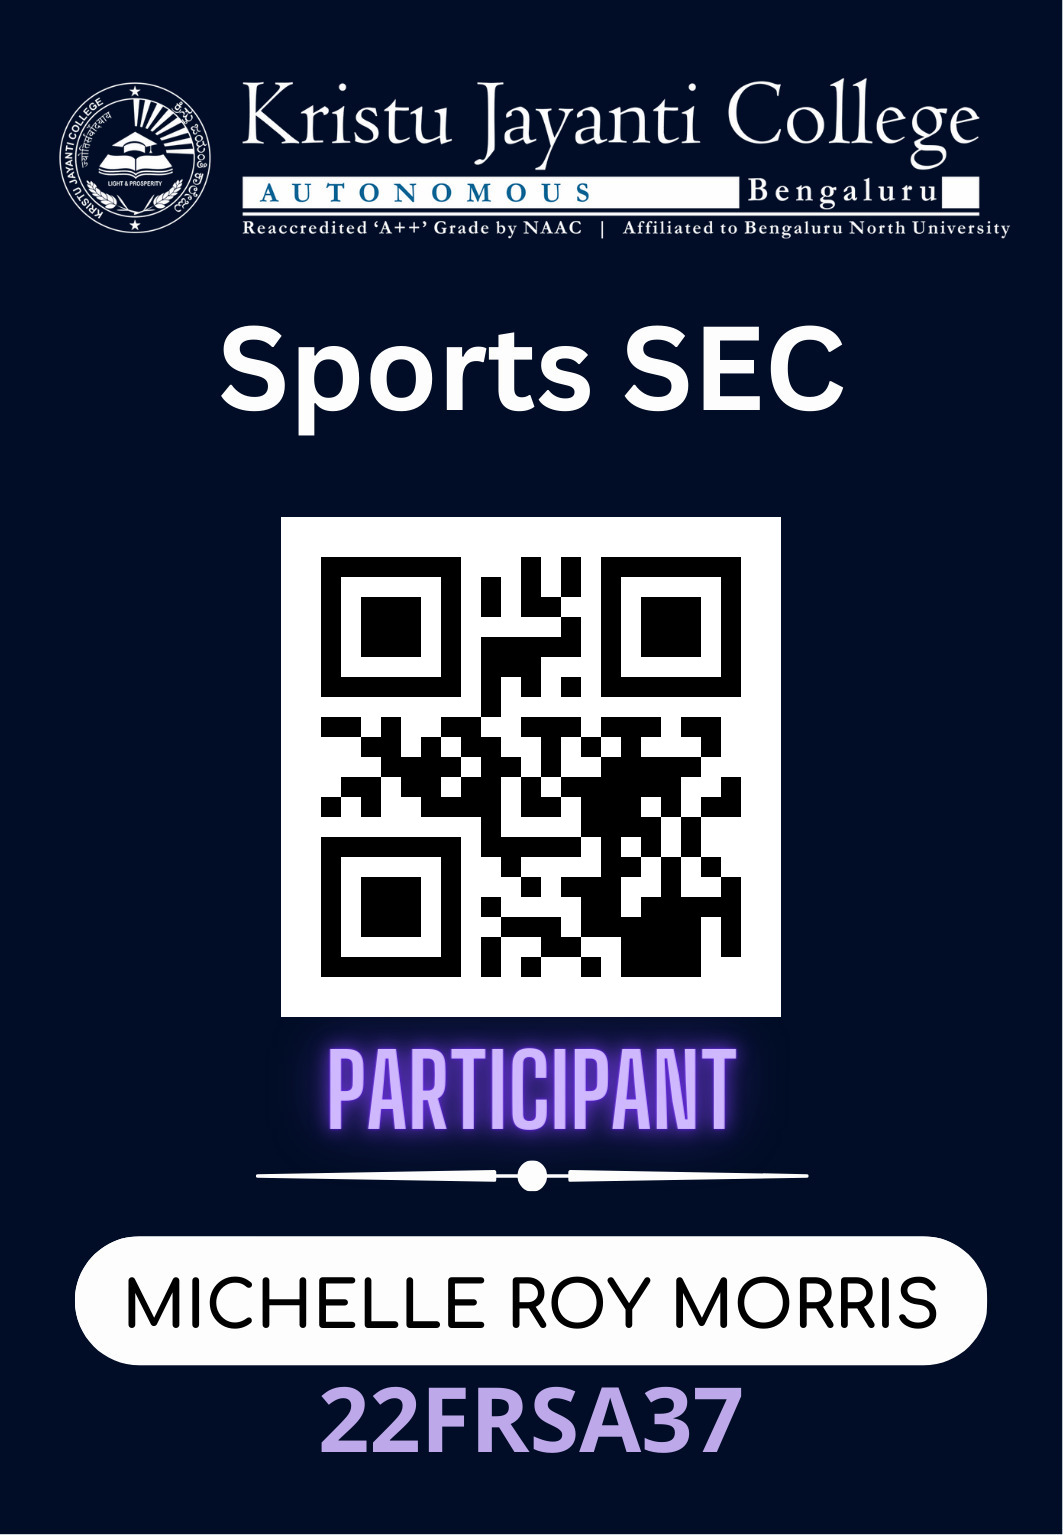 KRISTU JAYANTI COLLEGE
ज्योतिसंवादाय
ಕ್ರಿಸ್ತು ಜಯಂತಿ ಕಾಲೇಜು
LIGHT & PROSPERITY
Kristu Jayanti College
AUTONOMOUS Bengaluru
Reaccredited ‘A++’ Grade by NAAC | Affiliated to Bengaluru North University
Sports SEC
PARTICIPANT
MICHELLE ROY MORRIS
22FRSA37